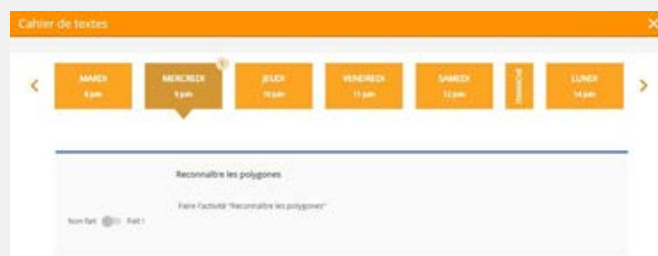 Cahier de textes
MARDI
8 juin
MERCREDI
9 juin
1
JEUDI
10 juin
VENDREDI
11 juin
SAMEDI
12 juin
DIMANCHE
LUNDI
14 juin
Reconnaître les polygones
Faire l'activité "Reconnaître les polygones"
Non fait Fait !